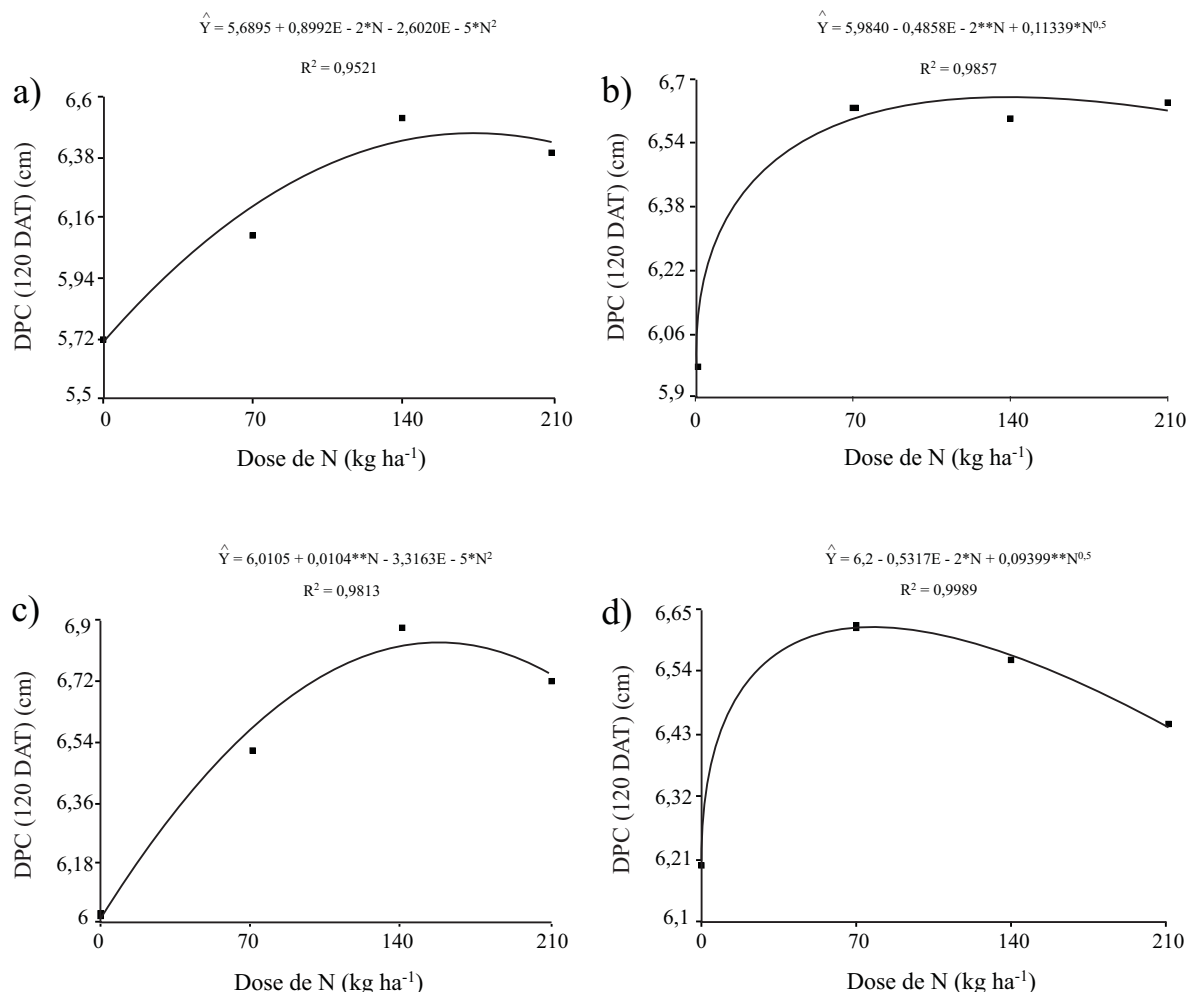 Ŷ = 5,6895 + 0,8992E - 2*N - 2,6020E - 5*N²
R² = 0,9521
a)
6,6
6,38
6,16
5,94
5,72
5,5
DPC (120 DAT) (cm)
0 70 140 210
Dose de N (kg ha⁻¹)
Ŷ = 5,9840 - 0,4858E - 2**N + 0,11339*N⁰,⁵
R² = 0,9857
b)
6,7
6,54
6,38
6,22
6,06
5,9
DPC (120 DAT) (cm)
0 70 140 210
Dose de N (kg ha⁻¹)
Ŷ = 6,0105 + 0,0104**N - 3,3163E - 5*N²
R² = 0,9813
c)
6,9
6,72
6,54
6,36
6,18
6
DPC (120 DAT) (cm)
0 70 140 210
Dose de N (kg ha⁻¹)
Ŷ = 6,2 - 0,5317E - 2*N + 0,09399**N⁰,⁵
R² = 0,9989
d)
6,65
6,54
6,43
6,32
6,21
6,1
DPC (120 DAT) (cm)
0 70 140 210
Dose de N (kg ha⁻¹)